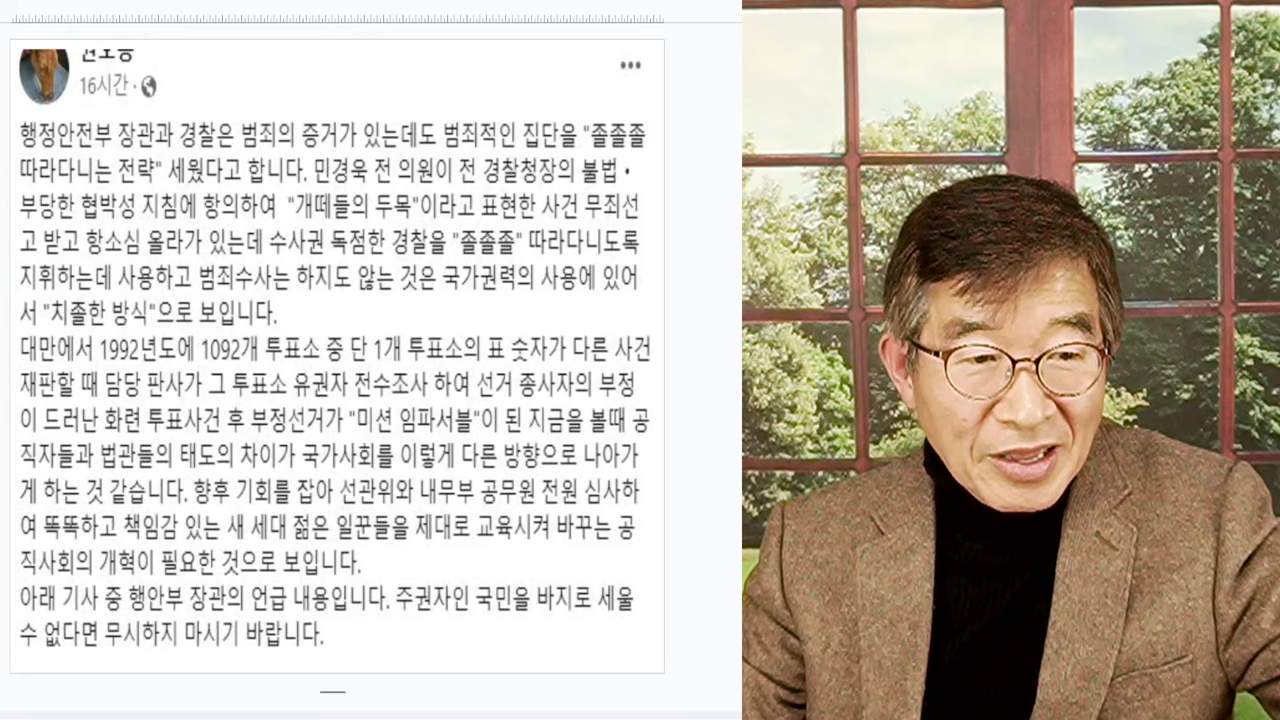 16시간 ·
행정안전부 장관과 경찰은 범죄의 증거가 있는데도 범죄적인 집단을 "졸졸졸
따라다니는 전략" 세웠다고 합니다. 민경욱 전 의원이 전 경찰청장의 불법 ·
부당한 협박성 지침에 항의하여 "개떼들의 두목"이라고 표현한 사건 무죄선
고 받고 항소심 올라가 있는데 수사권 독점한 경찰을 "졸졸졸" 따라다니도록
지휘하는데 사용하고 범죄수사는 하지도 않는 것은 국가권력의 사용에 있어
서 "치졸한 방식"으로 보입니다.
대만에서 1992년도에 1092개 투표소 중 단 1개 투표소의 표 숫자가 다른 사건
재판할 때 담당 판사가 그 투표소 유권자 전수조사 하여 선거 종사자의 부정
이 드러난 화련 투표사건 후 부정선거가 "미션 임파서블"이 된 지금을 볼때 공
직자들과 법관들의 태도의 차이가 국가사회를 이렇게 다른 방향으로 나아가
게 하는 것 같습니다. 향후 기회를 잡아 선관위와 내무부 공무원 전원 심사하
여 똑똑하고 책임감 있는 새 세대 젊은 일꾼들을 제대로 교육시켜 바꾸는 공
직사회의 개혁이 필요한 것으로 보입니다.
아래 기사 중 행안부 장관의 언급 내용입니다. 주권자인 국민을 바지로 세울
수 없다면 무시하지 마시기 바랍니다.